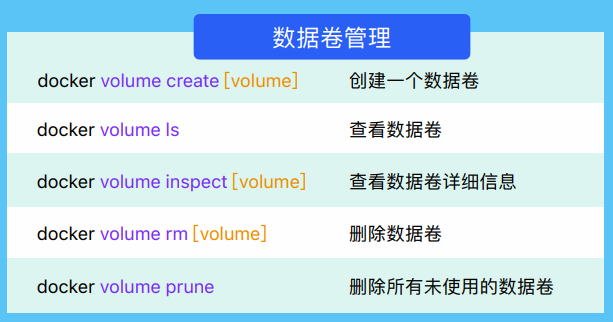 数据卷管理
docker volume create [volume] 创建一个数据卷
docker volume ls 查看数据卷
docker volume inspect [volume] 查看数据卷详细信息
docker volume rm [volume] 删除数据卷
docker volume prune 删除所有未使用的数据卷